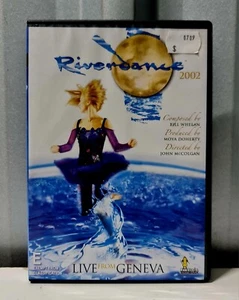 $
Riverdance
2002
Composed by
BILL WHELAN
Produced by
MOYA DOHERTY
Directed by
JOHN McCOLGAN
E
LIVE FROM GENEVA